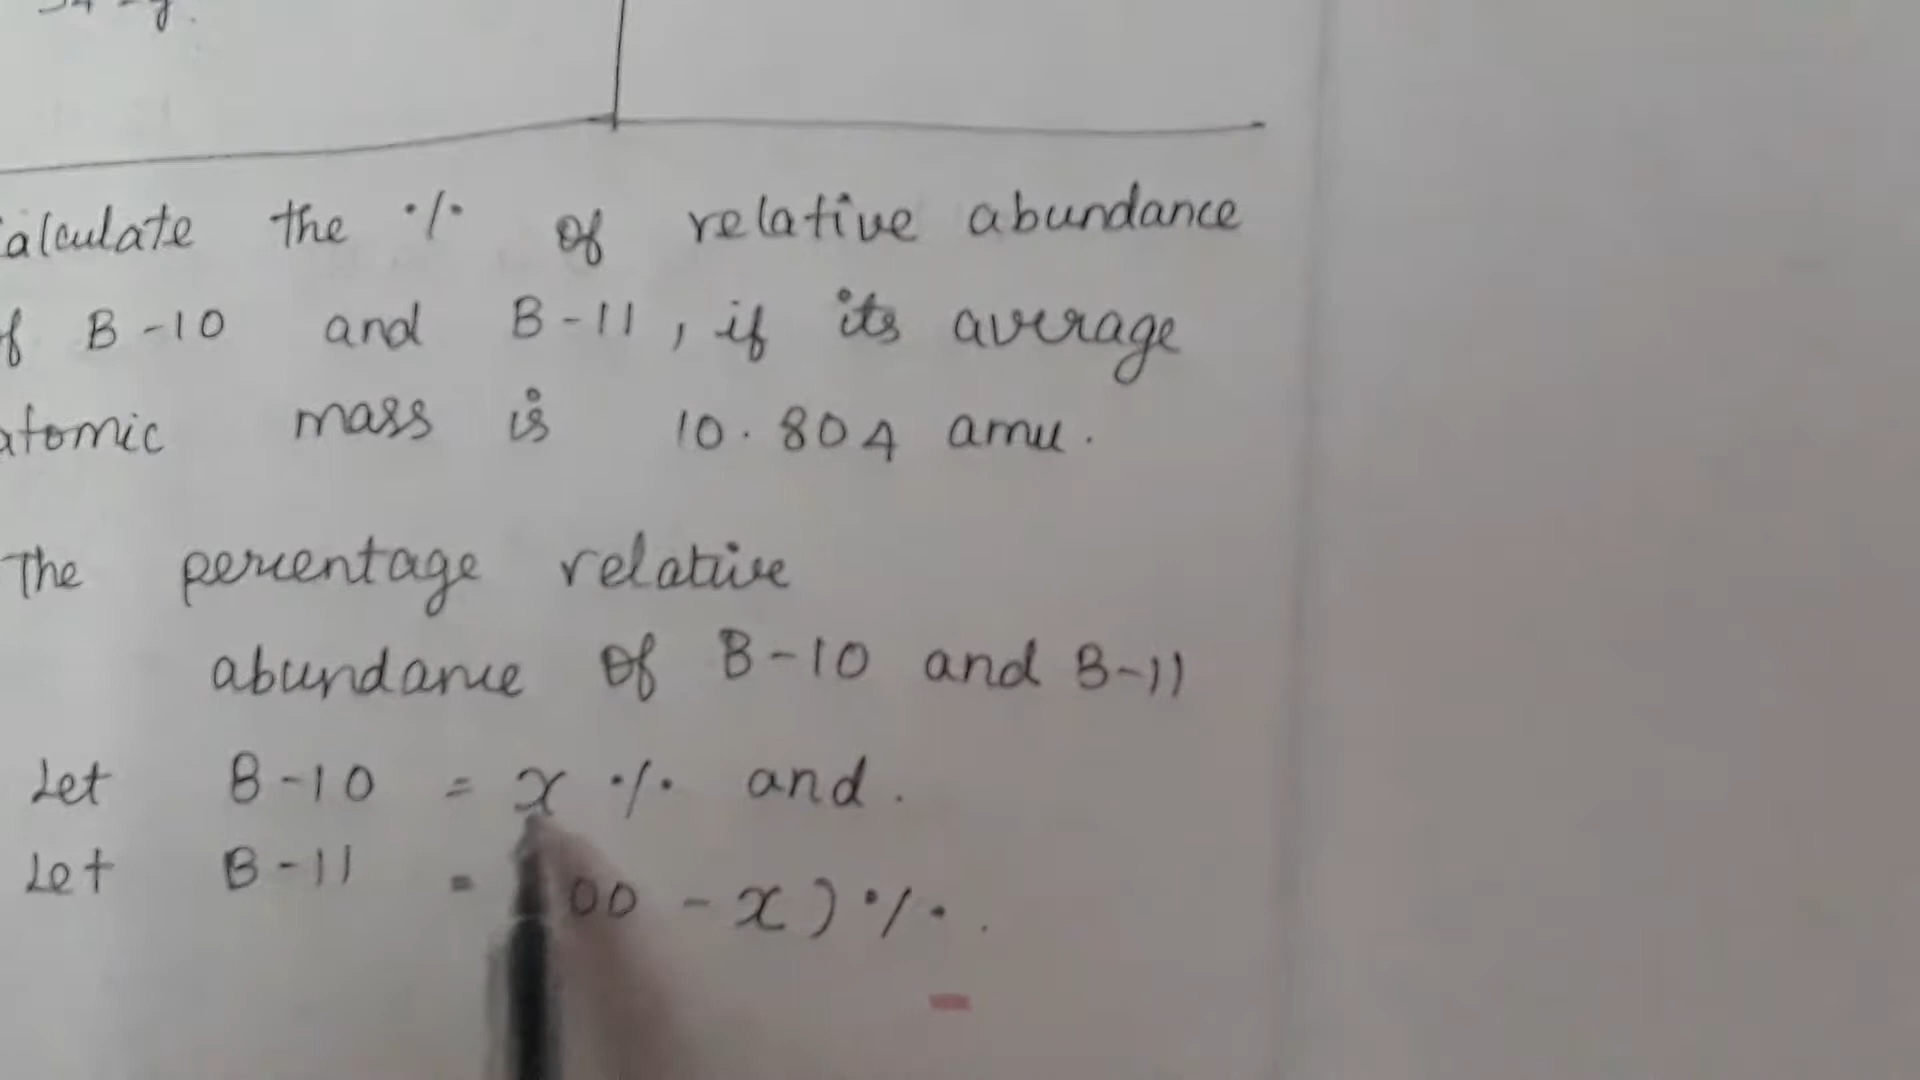 alculate the % of relative abundance
f B-10 and B-11, if its average
atomic mass is 10.804 amu.
The percentage relative
abundance of B-10 and B-11
Let B-10 = x % and.
Let B-11 = 00 - x) %.